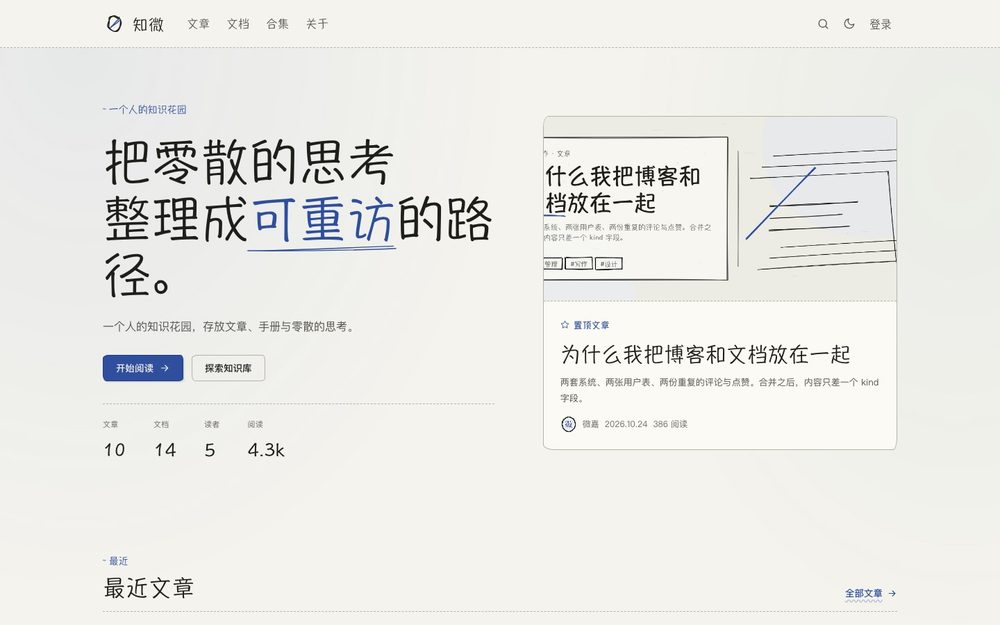 知微
文章
文档
合集
关于
登录
一个人的知识花园
把零散的思考
整理成可重访的路
径。
一个人的知识花园，存放文章、手册与零散的思考。
开始阅读 →
探索知识库
文章
文档
读者
阅读
10
14
5
4.3k
文章
什么我把博客和
档放在一起
系统、两张用户表、两份重复的评论与点赞。合并之
内容只差一个 kind 字段。
#写作
#设计
置顶文章
为什么我把博客和文档放在一起
两套系统、两张用户表、两份重复的评论与点赞。合并之后，内容只差一个 kind
字段。
微嘉 2026.10.24 386 阅读
最近
最近文章
全部文章 →